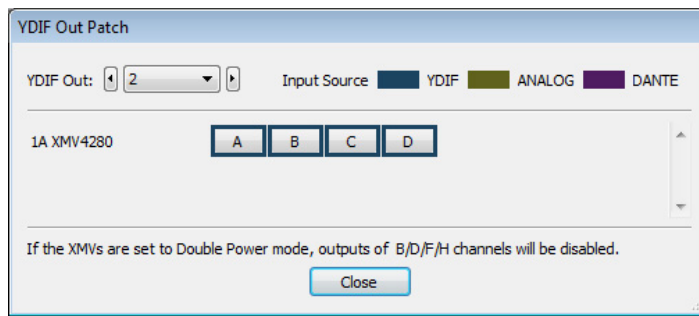 YDIF Out Patch
YDIF Out: 2 Input Source YDIF ANALOG DANTE
1A XMV4280 A B C D
If the XMVs are set to Double Power mode, outputs of B/D/F/H channels will be disabled.
Close